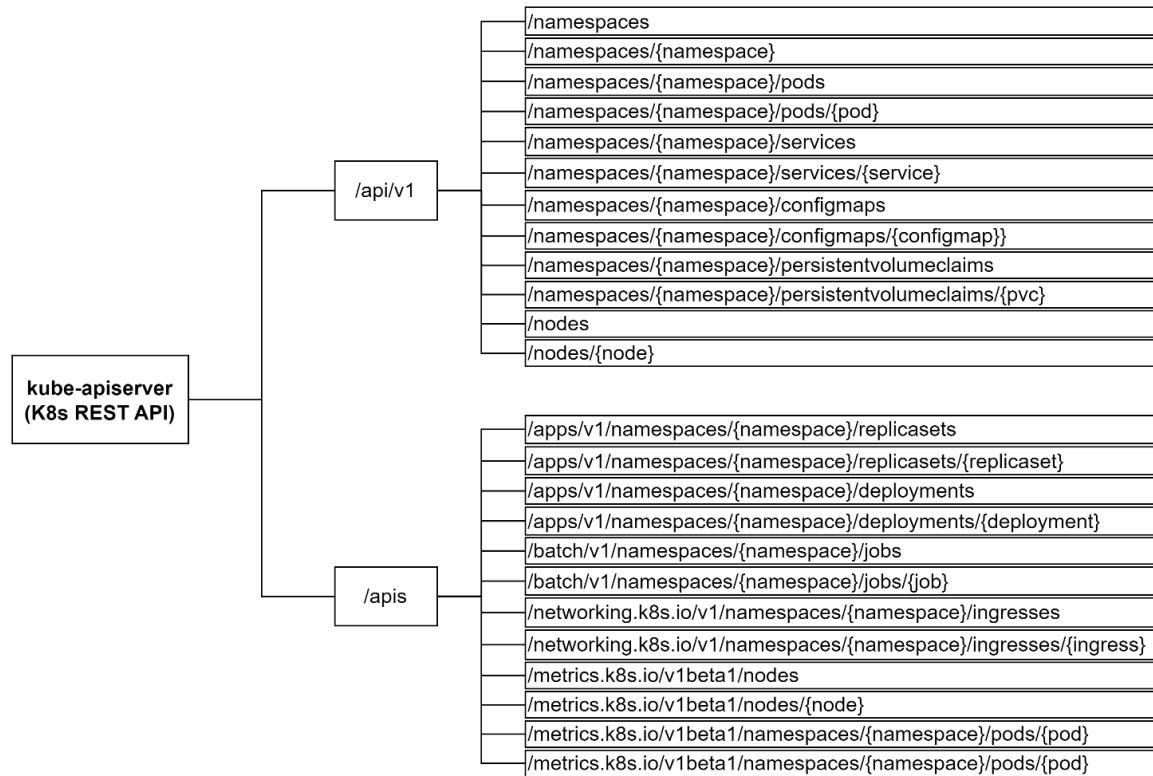 kube-apiserver
(K8s REST API)
/api/v1
/namespaces
/namespaces/{namespace}
/namespaces/{namespace}/pods
/namespaces/{namespace}/pods/{pod}
/namespaces/{namespace}/services
/namespaces/{namespace}/services/{service}
/namespaces/{namespace}/configmaps
/namespaces/{namespace}/configmaps/{configmap}}
/namespaces/{namespace}/persistentvolumeclaims
/namespaces/{namespace}/persistentvolumeclaims/{pvc}
/nodes
/nodes/{node}
/apis
/apps/v1/namespaces/{namespace}/replicasets
/apps/v1/namespaces/{namespace}/replicasets/{replicaset}
/apps/v1/namespaces/{namespace}/deployments
/apps/v1/namespaces/{namespace}/deployments/{deployment}
/batch/v1/namespaces/{namespace}/jobs
/batch/v1/namespaces/{namespace}/jobs/{job}
/networking.k8s.io/v1/namespaces/{namespace}/ingresses
/networking.k8s.io/v1/namespaces/{namespace}/ingresses/{ingress}
/metrics.k8s.io/v1beta1/nodes
/metrics.k8s.io/v1beta1/nodes/{node}
/metrics.k8s.io/v1beta1/namespaces/{namespace}/pods/{pod}
/metrics.k8s.io/v1beta1/namespaces/{namespace}/pods/{pod}